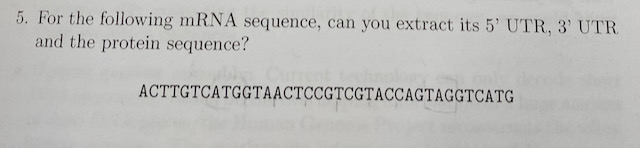 5. For the following mRNA sequence, can you extract its 5' UTR, 3' UTR
and the protein sequence?
ACTTGTCATGGTAACTCCGTCGTACCAGTAGGTCATG